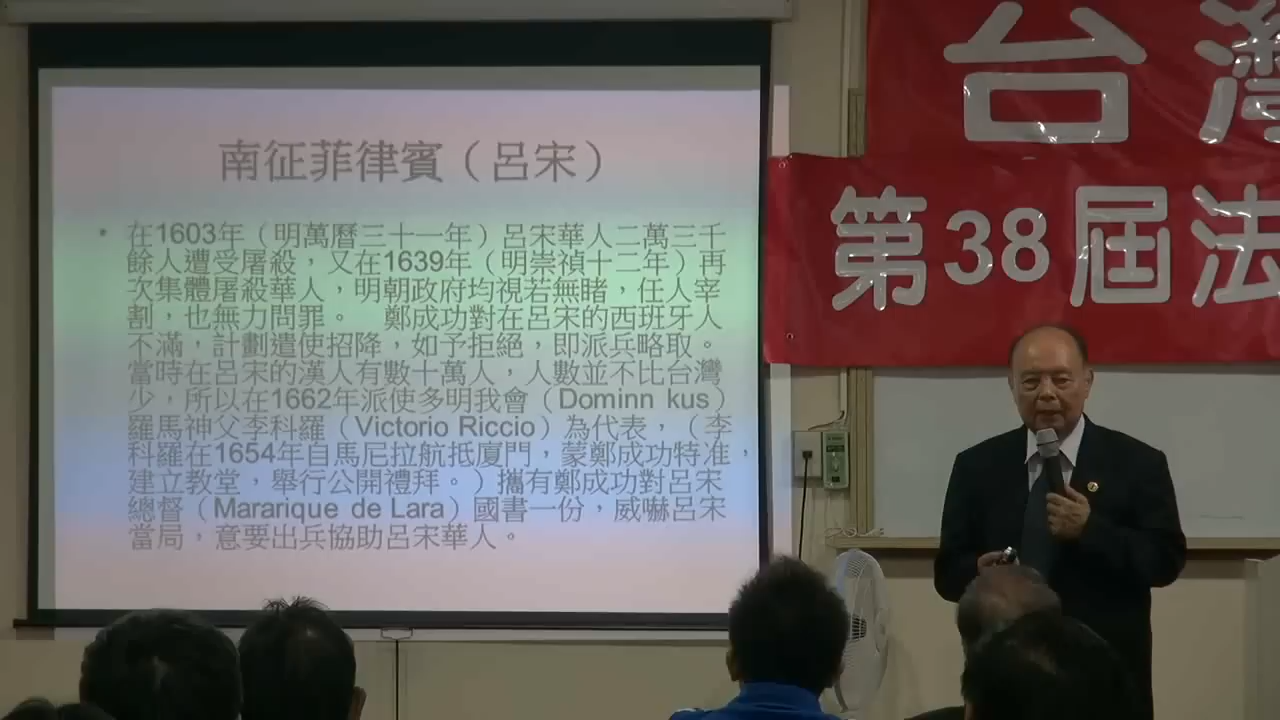 南征菲律賓（呂宋）
• 在1603年（明萬曆三十一年）呂宋華人二萬三千
餘人遭受屠殺，又在1639年（明崇禎十二年）再
次集體屠殺華人，明朝政府均視若無睹，任人宰
割，也無力問罪。 鄭成功對在呂宋的西班牙人
不滿，計劃遣使招降，如予拒絕，即派兵略取。
當時在呂宋的漢人有數十萬人，人數並不比台灣
少，所以在1662年派使多明我會（Dominn kus）
羅馬神父李科羅（Victorio Riccio）為代表，（李
科羅在1654年自馬尼拉航抵廈門，蒙鄭成功特准，
建立教堂，舉行公開禮拜。）攜有鄭成功對呂宋
總督（Mararique de Lara）國書一份，威嚇呂宋
當局，意要出兵協助呂宋華人。
台灣
第38屆法